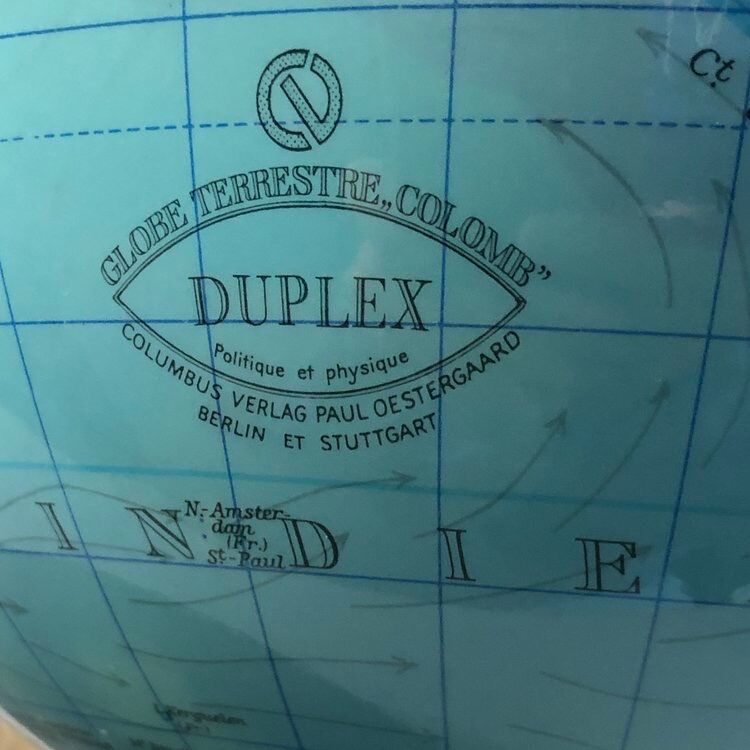 Ct
GLOBE TERRESTRE „COLOMB”
DUPLEX
Politique et physique
COLUMBUS VERLAG PAUL OESTERGAARD
BERLIN ET STUTTGART
I N D I E
N.-Amster-
dam
(Fr.)
St-Paul